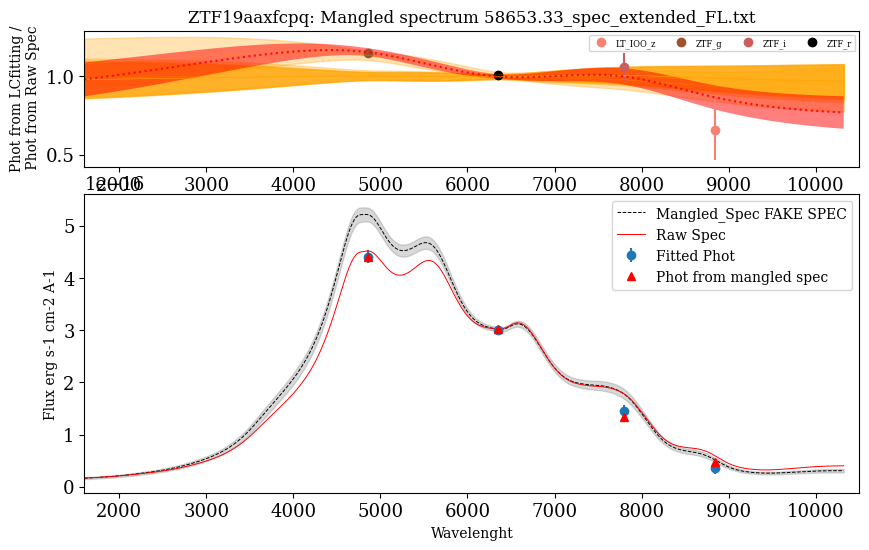 ZTF19aaxfcpq: Mangled spectrum 58653.33_spec_extended_FL.txt
Phot from LCfitting /
Phot from Raw Spec
1.0
0.5
LT_IOO_z
ZTF_g
ZTF_i
ZTF_r
2000 3000 4000 5000 6000 7000 8000 9000 10000
1e−16
Flux erg s-1 cm-2 A-1
5
4
3
2
1
0
Mangled_Spec FAKE SPEC
Raw Spec
Fitted Phot
Phot from mangled spec
2000 3000 4000 5000 6000 7000 8000 9000 10000
Wavelenght